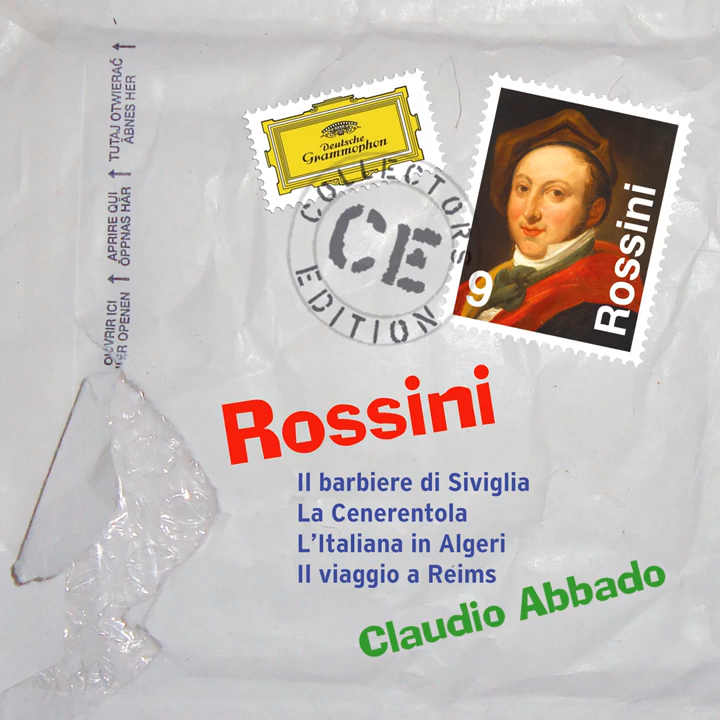 TUTAJ OTWIERAĆ
ÅBNES HER
APRIRE QUI
ÖPPNAS HÄR
OUVRIR ICI
OPENEN
Deutsche
Grammophon
COLLECTORS
CE
EDITION
9
Rossini
Rossini
Il barbiere di Siviglia
La Cenerentola
L'Italiana in Algeri
Il viaggio a Reims
Claudio Abbado